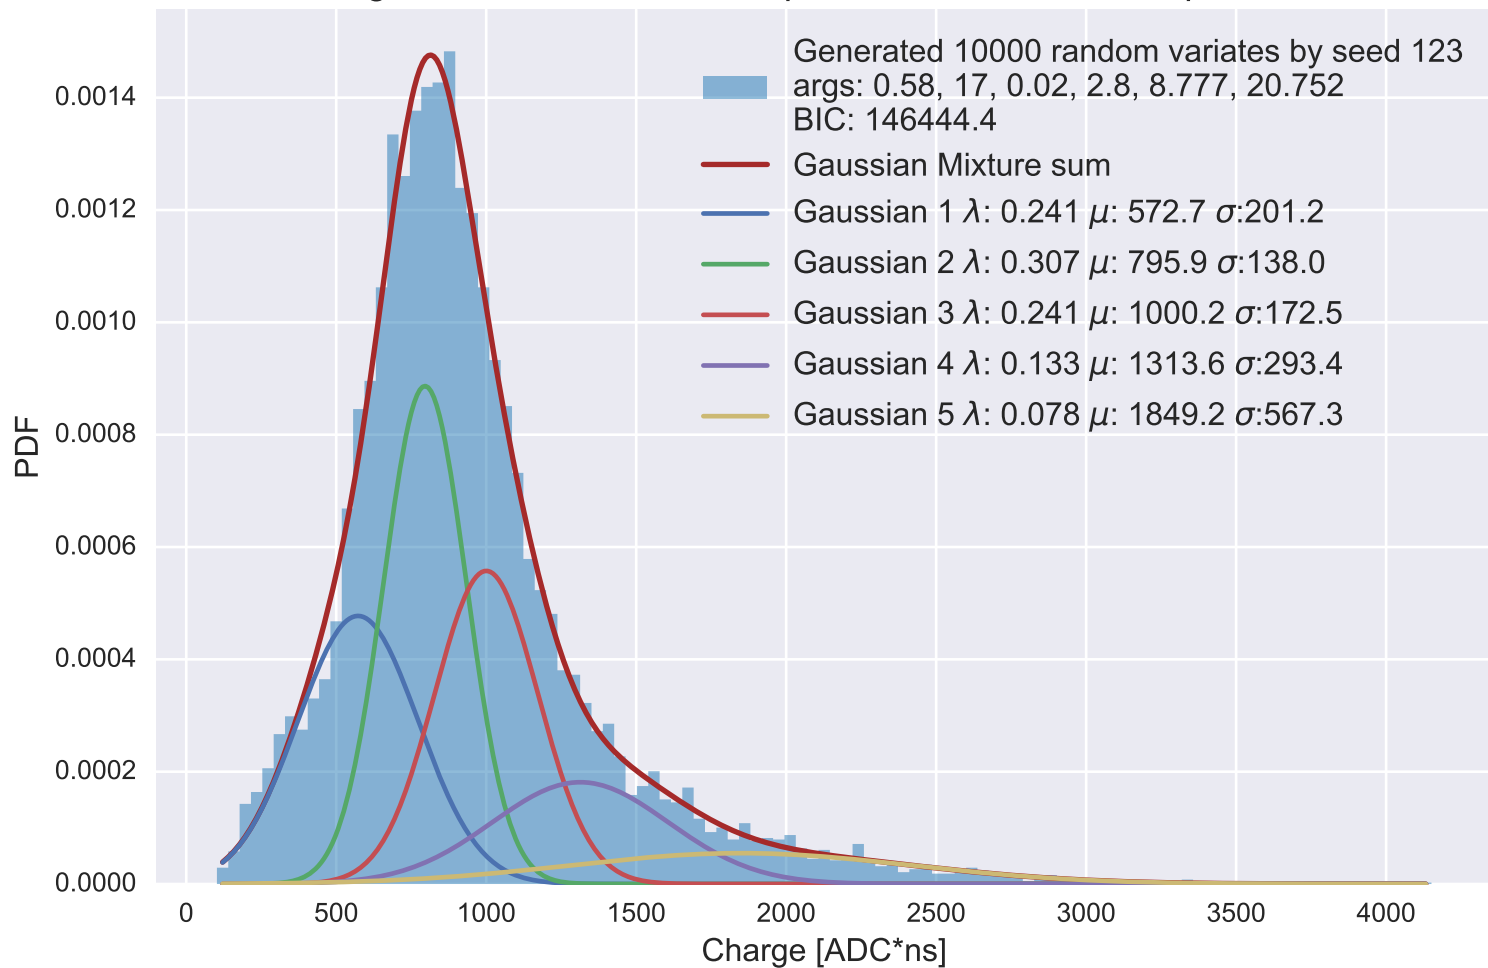 Generated 10000 random variates by seed 123
args: 0.58, 17, 0.02, 2.8, 8.777, 20.752
BIC: 146444.4
Gaussian Mixture sum
Gaussian 1 λ: 0.241 μ: 572.7 σ:201.2
Gaussian 2 λ: 0.307 μ: 795.9 σ:138.0
Gaussian 3 λ: 0.241 μ: 1000.2 σ:172.5
Gaussian 4 λ: 0.133 μ: 1313.6 σ:293.4
Gaussian 5 λ: 0.078 μ: 1849.2 σ:567.3
PDF
0.0014
0.0012
0.0010
0.0008
0.0006
0.0004
0.0002
0.0000
0 500 1000 1500 2000 2500 3000 3500 4000
Charge [ADC*ns]